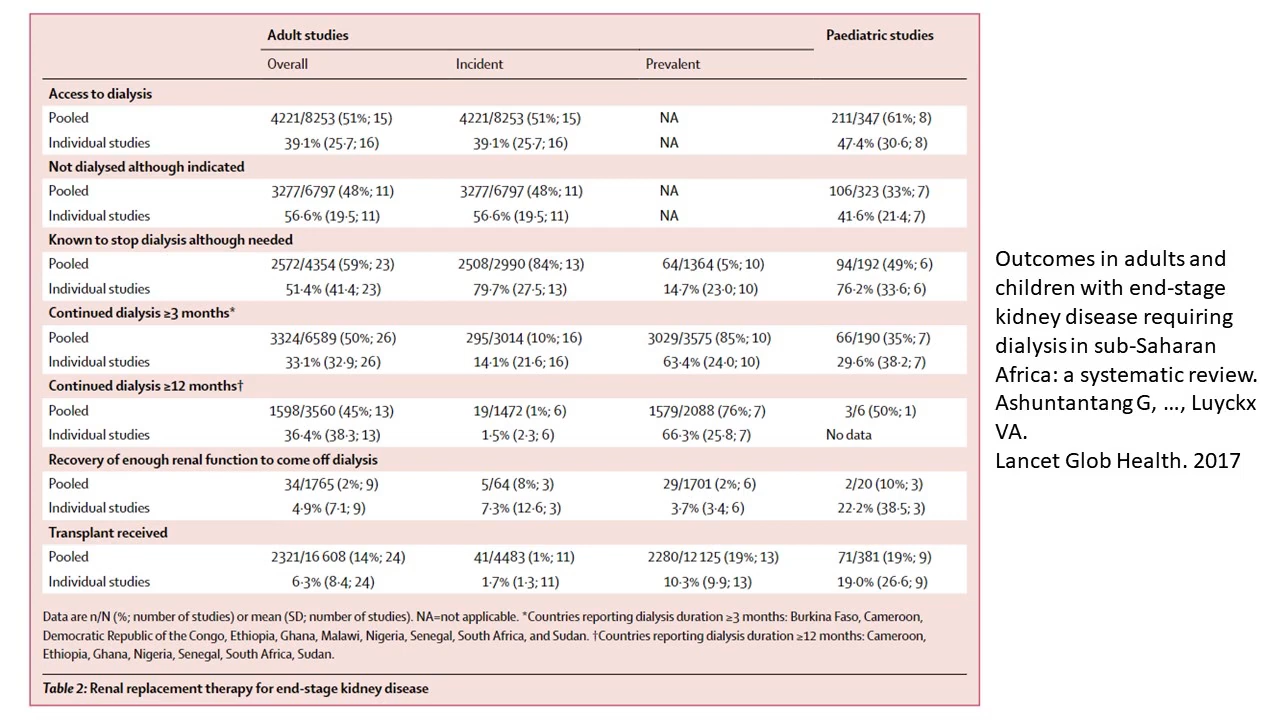 Adult studies Paediatric studies
Overall Incident Prevalent
Access to dialysis
Pooled 4221/8253 (51%; 15) 4221/8253 (51%; 15) NA 211/347 (61%; 8)
Individual studies 39·1% (25·7; 16) 39·1% (25·7; 16) NA 47·4% (30·6; 8)
Not dialysed although indicated
Pooled 3277/6797 (48%; 11) 3277/6797 (48%; 11) NA 106/323 (33%; 7)
Individual studies 56·6% (19·5; 11) 56·6% (19·5; 11) NA 41·6% (21·4; 7)
Known to stop dialysis although needed
Pooled 2572/4354 (59%; 23) 2508/2990 (84%; 13) 64/1364 (5%; 10) 94/192 (49%; 6)
Individual studies 51·4% (41·4; 23) 79·7% (27·5; 13) 14·7% (23·0; 10) 76·2% (33·6; 6)
Continued dialysis ≥3 months*
Pooled 3324/6589 (50%; 26) 295/3014 (10%; 16) 3029/3575 (85%; 10) 66/190 (35%; 7)
Individual studies 33·1% (32·9; 26) 14·1% (21·6; 16) 63·4% (24·0; 10) 29·6% (38·2; 7)
Continued dialysis ≥12 months†
Pooled 1598/3560 (45%; 13) 19/1472 (1%; 6) 1579/2088 (76%; 7) 3/6 (50%; 1)
Individual studies 36·4% (38·3; 13) 1·5% (2·3; 6) 66·3% (25·8; 7) No data
Recovery of enough renal function to come off dialysis
Pooled 34/1765 (2%; 9) 5/64 (8%; 3) 29/1701 (2%; 6) 2/20 (10%; 3)
Individual studies 4·9% (7·1; 9) 7·3% (12·6; 3) 3·7% (3·4; 6) 22·2% (38·5; 3)
Transplant received
Pooled 2321/16 608 (14%; 24) 41/4483 (1%; 11) 2280/12 125 (19%; 13) 71/381 (19%; 9)
Individual studies 6·3% (8·4; 24) 1·7% (1·3; 11) 10·3% (9·9; 13) 19·0% (26·6; 9)
Data are n/N (%; number of studies) or mean (SD; number of studies). NA=not applicable. *Countries reporting dialysis duration ≥3 months: Burkina Faso, Cameroon,
Democratic Republic of the Congo, Ethiopia, Ghana, Malawi, Nigeria, Senegal, South Africa, and Sudan. †Countries reporting dialysis duration ≥12 months: Cameroon,
Ethiopia, Ghana, Nigeria, Senegal, South Africa, Sudan.
Table 2: Renal replacement therapy for end-stage kidney disease
Outcomes in adults and
children with end-stage
kidney disease requiring
dialysis in sub-Saharan
Africa: a systematic review.
Ashuntantang G, …, Luyckx
VA.
Lancet Glob Health. 2017